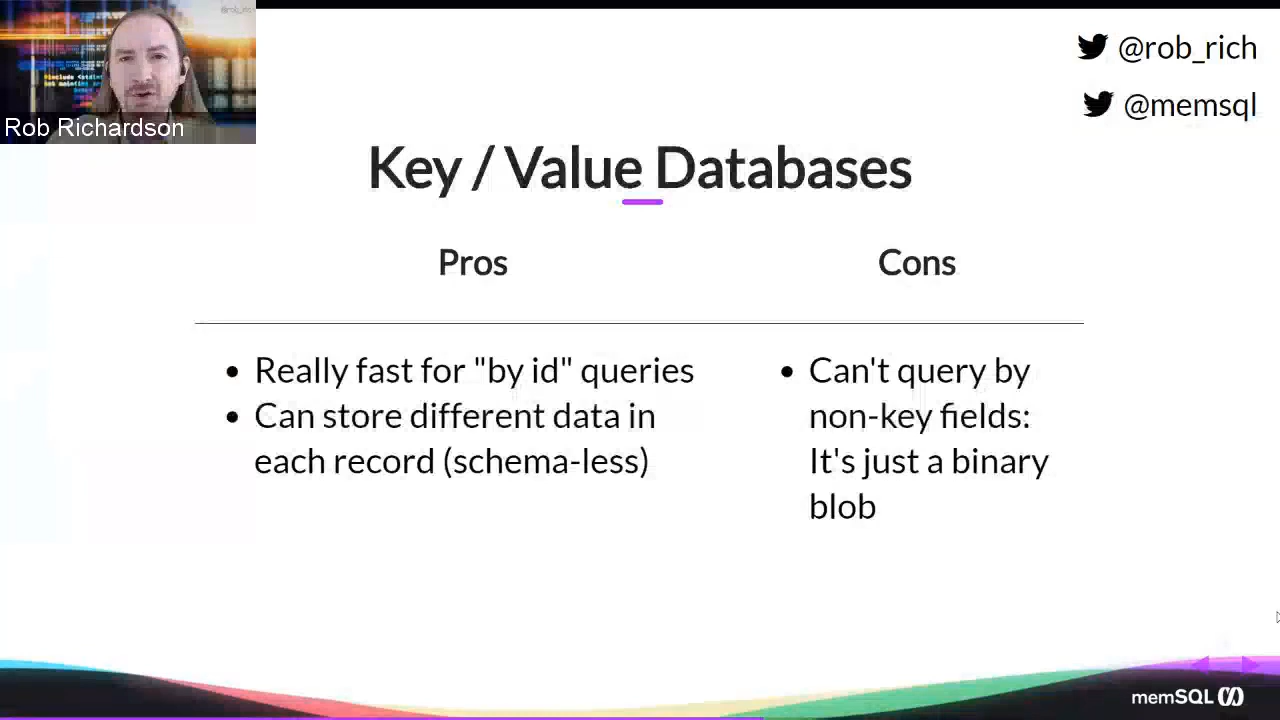 @rob_rich
@memsql
Rob Richardson
Key / Value Databases
Pros
Cons
Really fast for "by id" queries
Can store different data in
each record (schema-less)
Can't query by
non-key fields:
It's just a binary
blob
memSQL